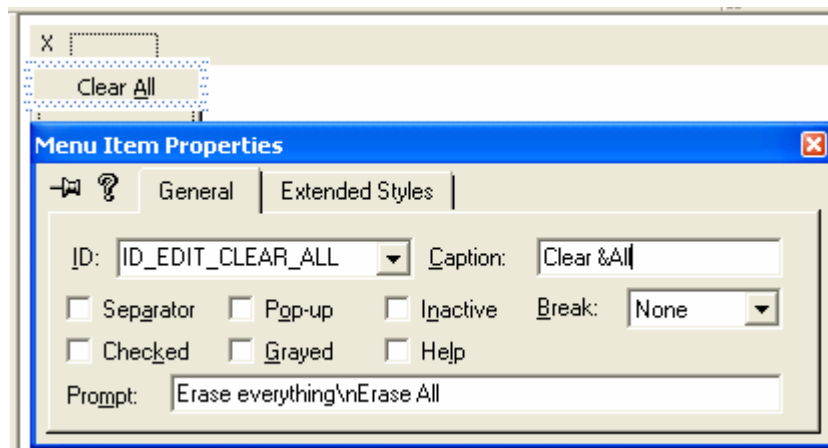 X
Clear All
Menu Item Properties
General Extended Styles
ID: ID_EDIT_CLEAR_ALL Caption: Clear &All
Separator Pop-up Inactive Break: None
Checked Grayed Help
Prompt: Erase everything\nErase All